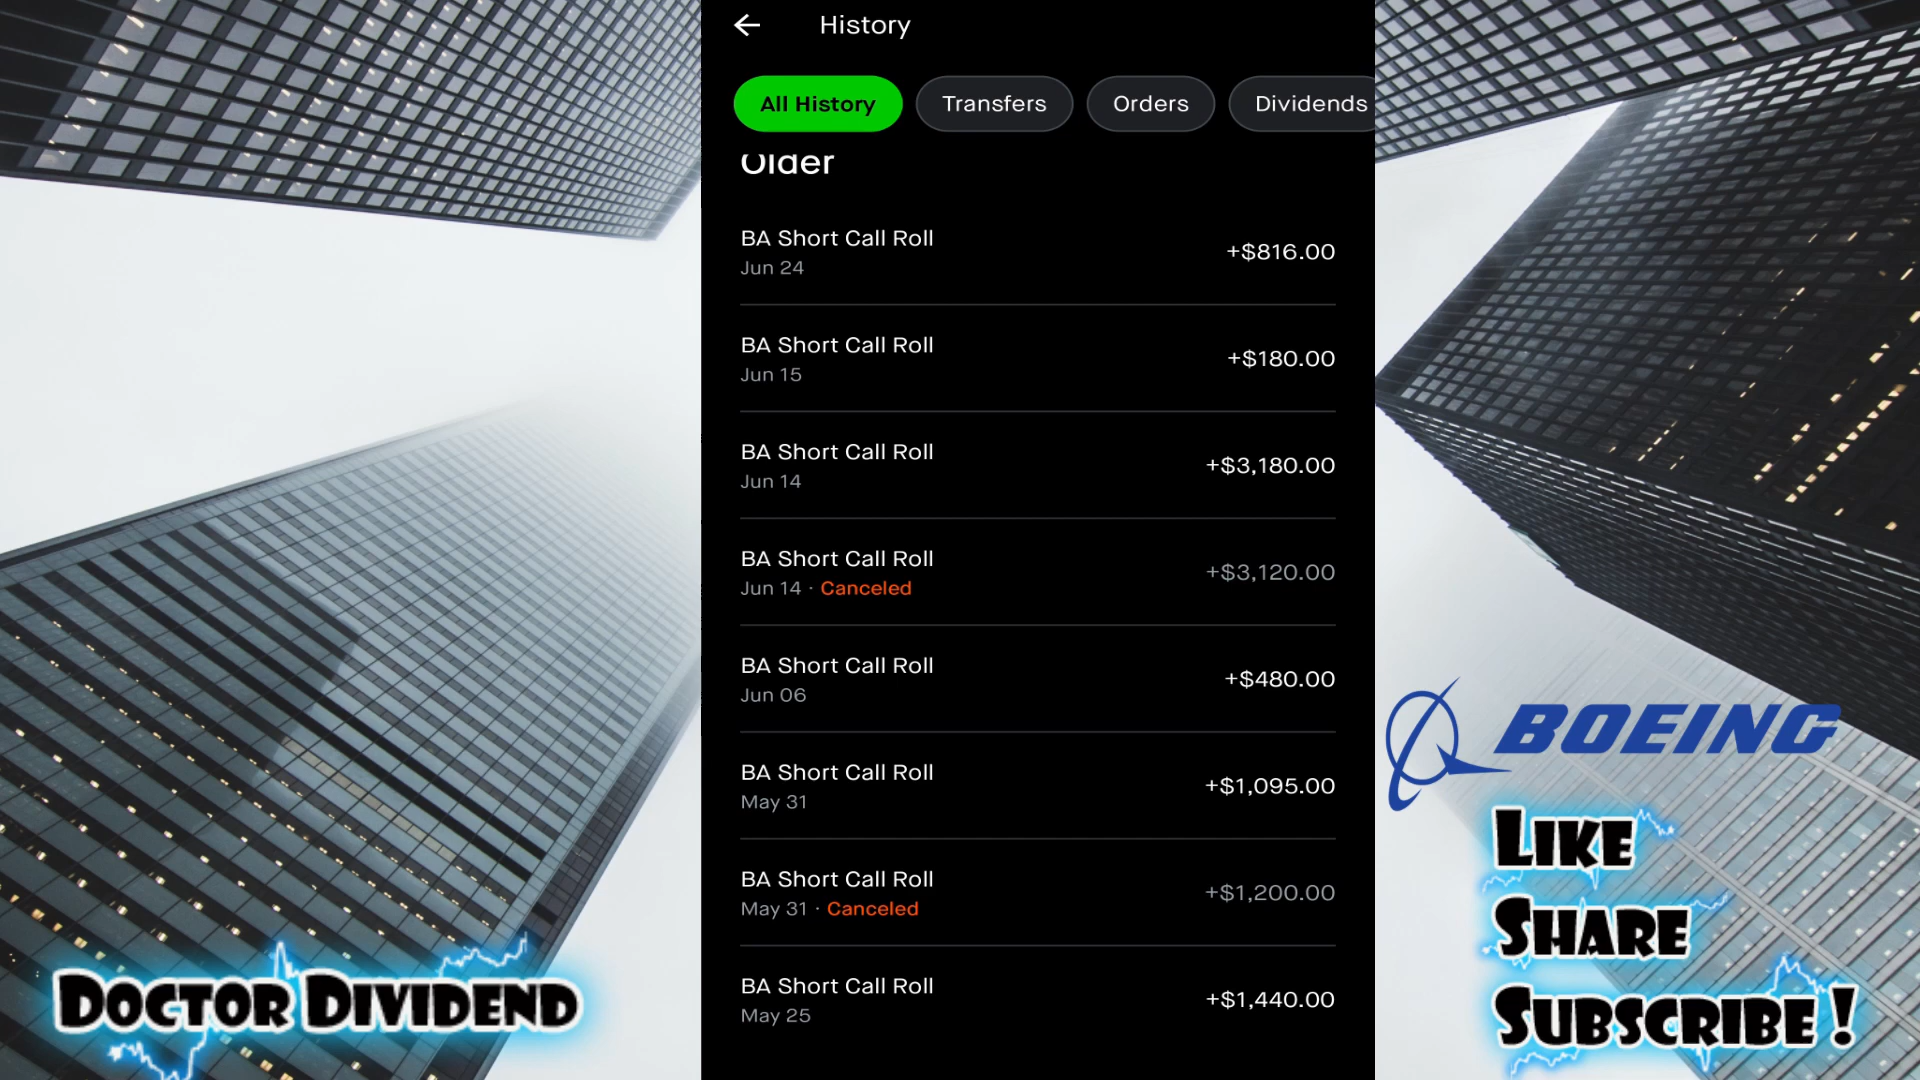 History
All History
Transfers
Orders
Dividends
Older
BA Short Call Roll
Jun 24
+$816.00
BA Short Call Roll
Jun 15
+$180.00
BA Short Call Roll
Jun 14
+$3,180.00
BA Short Call Roll
Jun 14 · Canceled
+$3,120.00
BA Short Call Roll
Jun 06
+$480.00
BA Short Call Roll
May 31
+$1,095.00
BA Short Call Roll
May 31 · Canceled
+$1,200.00
BA Short Call Roll
May 25
+$1,440.00
BOEING
LIKE
SHARE
SUBSCRIBE !
DOCTOR DIVIDEND